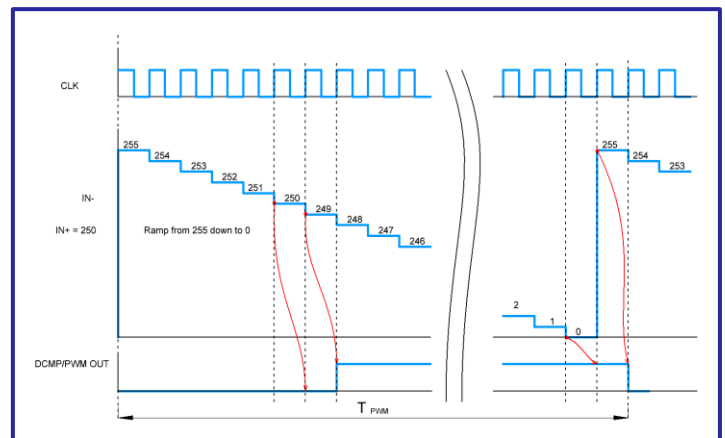 CLK
255
254
253
252
251
250
249
248
247
246
255
254
253
IN-
IN+ = 250
Ramp from 255 down to 0
2
1
0
DCMP/PWM OUT
T PWM